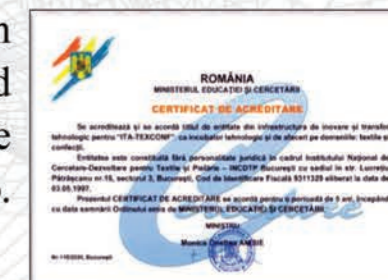 n
d
e
o.
ROMÂNIA
MINISTERUL EDUCAȚIEI ȘI CERCETĂRII
CERTIFICAT DE ACREDITARE
Se acreditează și se acordă titlul de entitate din infrastructura de inovare și transfer
tehnologic pentru "ITA-TEXCONF", ca incubator tehnologic și de afaceri pe domeniile: textile și
confecții.
Entitatea este constituită fără personalitate juridică în cadrul Institutului Național de
Cercetare-Dezvoltare pentru Textile și Pielărie - INCDTP București cu sediul în str. Lucrețiu
Pătrășcanu nr.16, sectorul 3, București, Cod de Identificare Fiscală 9311329 eliberat la data de
03.05.1997.
Prezentul CERTIFICAT DE ACREDITARE se acordă pentru o perioadă de 5 ani, începând
cu data semnării Ordinului emis de MINISTERUL EDUCAȚIEI ȘI CERCETĂRII
MINISTRU
Monica Cristina ANISIE
București